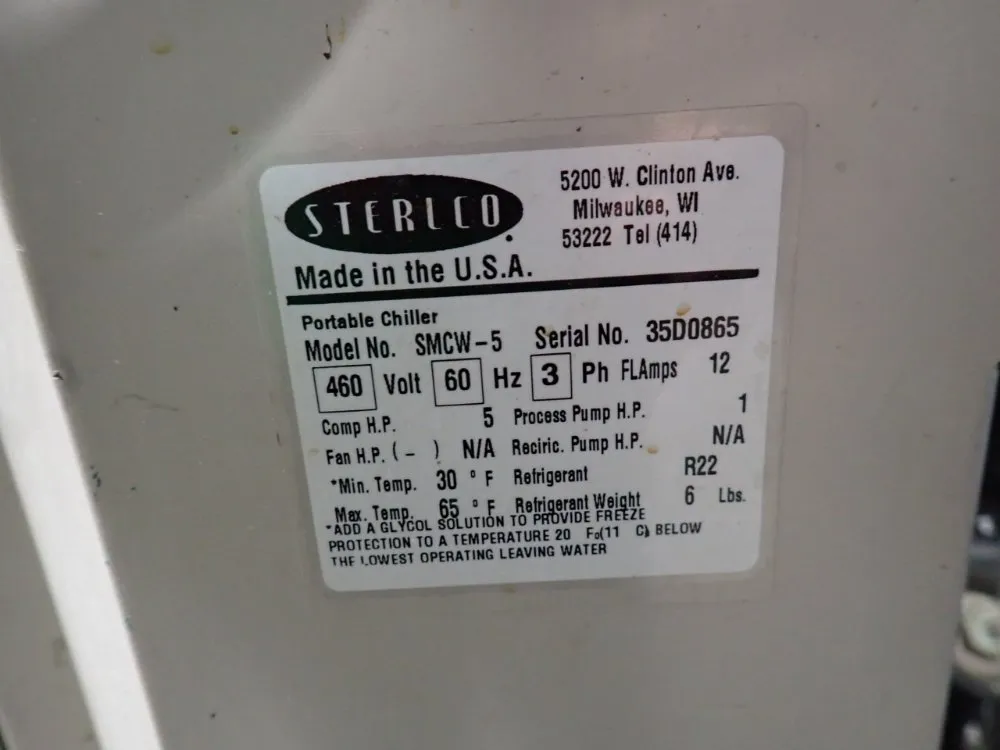 STERLCO
5200 W. Clinton Ave.
Milwaukee, WI
53222 Tel (414)
Made in the U.S.A.
Portable Chiller
Model No. SMCW-5 Serial No. 35D0865
460 Volt 60 Hz 3 Ph FLAmps 12
Comp H.P. 5 Process Pump H.P. 1
Fan H.P. ( - ) N/A Reciric. Pump H.P. N/A
*Min. Temp. 30 ° F Refrigerant R22
Max. Temp. 65 ° F Refrigerant Weight 6 Lbs.
*ADD A GLYCOL SOLUTION TO PROVIDE FREEZE
PROTECTION TO A TEMPERATURE 20 F°(11 C) BELOW
THE LOWEST OPERATING LEAVING WATER